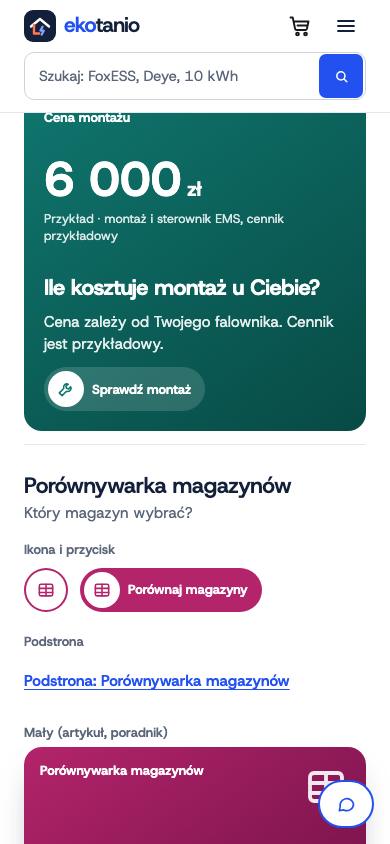 ekotanio
Szukaj: FoxESS, Deye, 10 kWh
Cena montażu
6 000 zł
Przykład · montaż i sterownik EMS, cennik
przykładowy
Ile kosztuje montaż u Ciebie?
Cena zależy od Twojego falownika. Cennik
jest przykładowy.
Sprawdź montaż
Porównywarka magazynów
Który magazyn wybrać?
Ikona i przycisk
Porównaj magazyny
Podstrona
Podstrona: Porównywarka magazynów
Mały (artykuł, poradnik)
Porównywarka magazynów